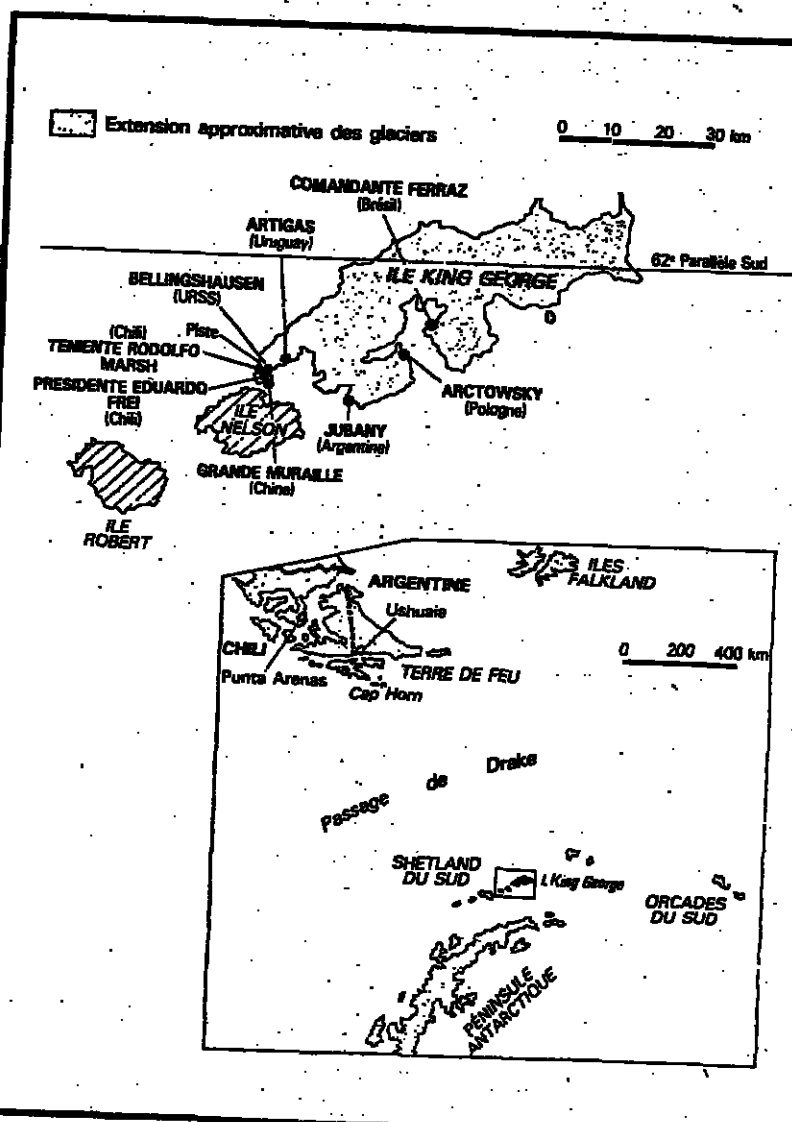 Extension approximative des glaciers
0 10 20 30 km
COMANDANTE FERRAZ
(Brésil)
ARTIGAS
(Uruguay)
62e Parallèle Sud
ILE KING GEORGE
BELLINGSHAUSEN
(URSS)
Piste
(Chili)
TENIENTE RODOLFO
MARSH
PRESIDENTE EDUARDO
FREI
(Chili)
ARCTOWSKY
(Pologne)
ILE
NELSON
JUBANY
(Argentine)
GRANDE MURAILLE
(Chine)
ILE
ROBERT
ILES
FALKLAND
ARGENTINE
Ushuaia
CHILI
Punta Arenas
TERRE DE FEU
0 200 400 km
Cap Horn
Passage de Drake
SHETLAND
DU SUD
I. King George
ORCADES
DU SUD
PÉNINSULE
ANTARCTIQUE